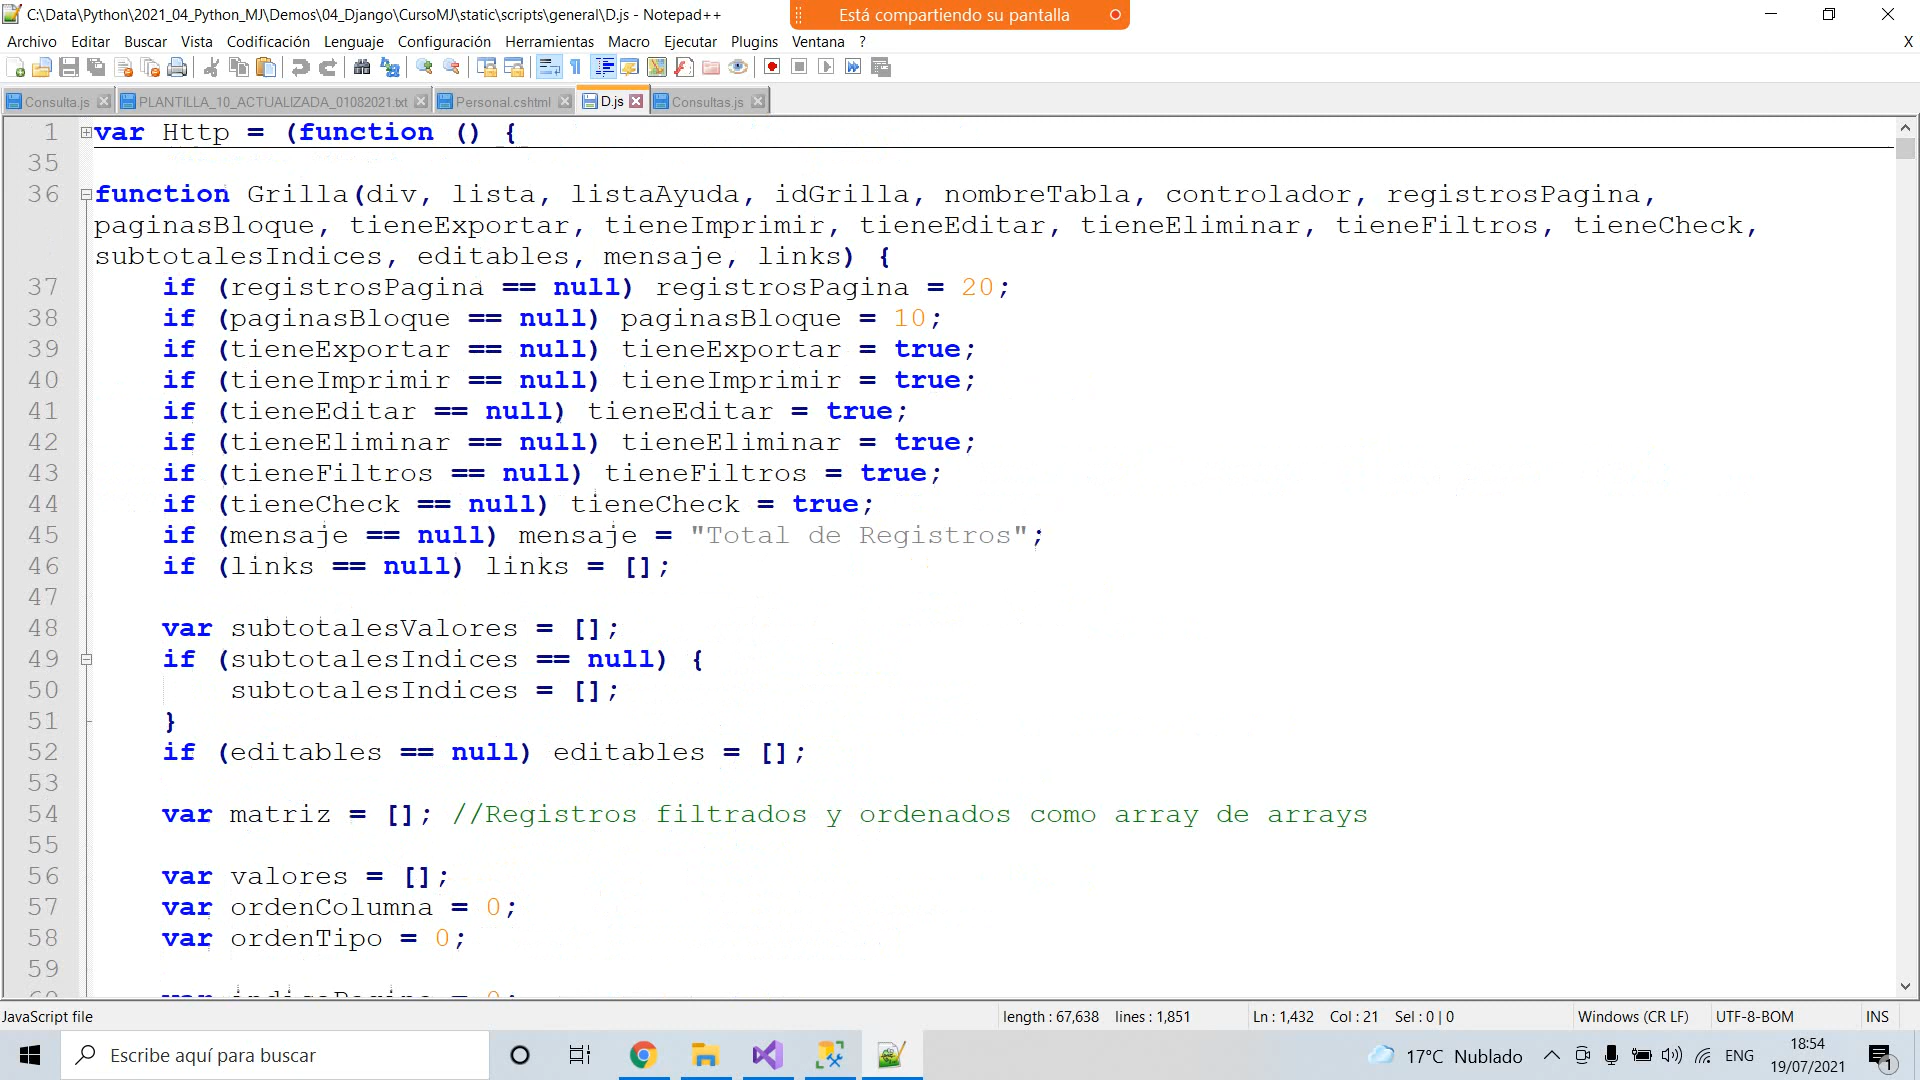 C:\Data\Python\2021_04_Python_MJ\Demos\04_Django\CursoMJ\static\scripts\general\D.js - Notepad++
Está compartiendo su pantalla
Archivo Editar Buscar Vista Codificación Lenguaje Configuración Herramientas Macro Ejecutar Plugins Ventana ? X
Consulta.js PLANTILLA_10_ACTUALIZADA_01082021.txt Personal.cshtml D.js Consultas.js
1 var Http = (function () {
35
36 function Grilla(div, lista, listaAyuda, idGrilla, nombreTabla, controlador, registrosPagina,
paginasBloque, tieneExportar, tieneImprimir, tieneEditar, tieneEliminar, tieneFiltros, tieneCheck,
subtotalesIndices, editables, mensaje, links) {
37 if (registrosPagina == null) registrosPagina = 20;
38 if (paginasBloque == null) paginasBloque = 10;
39 if (tieneExportar == null) tieneExportar = true;
40 if (tieneImprimir == null) tieneImprimir = true;
41 if (tieneEditar == null) tieneEditar = true;
42 if (tieneEliminar == null) tieneEliminar = true;
43 if (tieneFiltros == null) tieneFiltros = true;
44 if (tieneCheck == null) tieneCheck = true;
45 if (mensaje == null) mensaje = "Total de Registros";
46 if (links == null) links = [];
47
48 var subtotalesValores = [];
49 if (subtotalesIndices == null) {
50 subtotalesIndices = [];
51 }
52 if (editables == null) editables = [];
53
54 var matriz = []; //Registros filtrados y ordenados como array de arrays
55
56 var valores = [];
57 var ordenColumna = 0;
58 var ordenTipo = 0;
59
60 var indicePagina = 0;
JavaScript file length : 67,638 lines : 1,851 Ln : 1,432 Col : 21 Sel : 0 | 0 Windows (CR LF) UTF-8-BOM INS
Escribe aquí para buscar 17°C Nublado ENG 18:54
19/07/2021 1